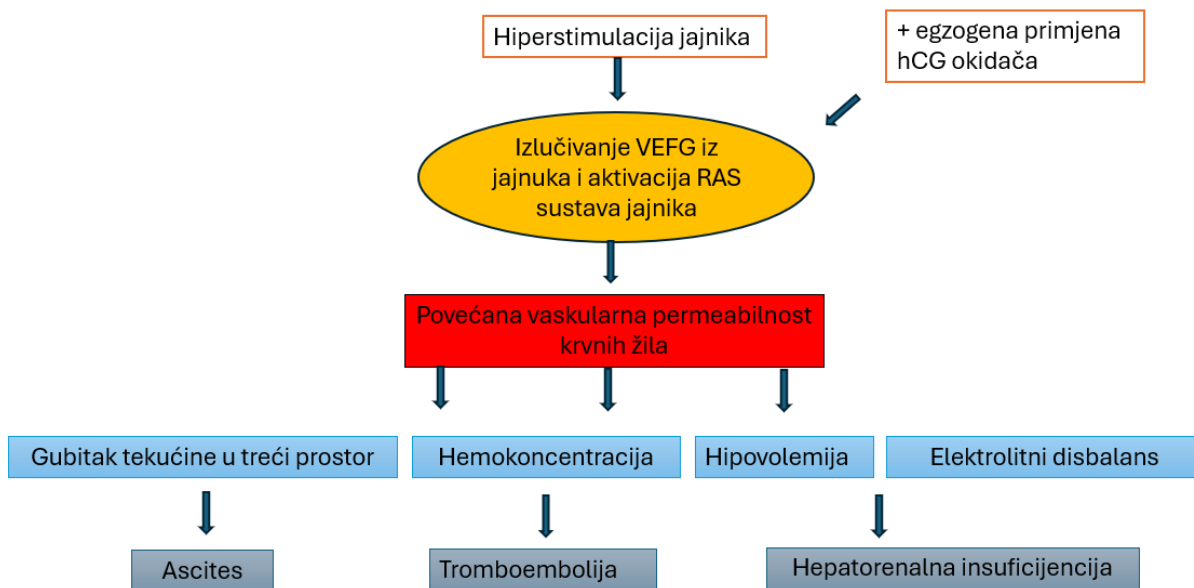 Hiperstimulacija jajnika
+ egzogena primjena
hCG okidača
Izlučivanje VEFG iz
jajnuka i aktivacija RAS
sustava jajnika
Povećana vaskularna permeabilnost
krvnih žila
Gubitak tekućine u treći prostor
Hemokoncentracija
Hipovolemija
Elektrolitni disbalans
Ascites
Tromboembolija
Hepatorenalna insuficijencija